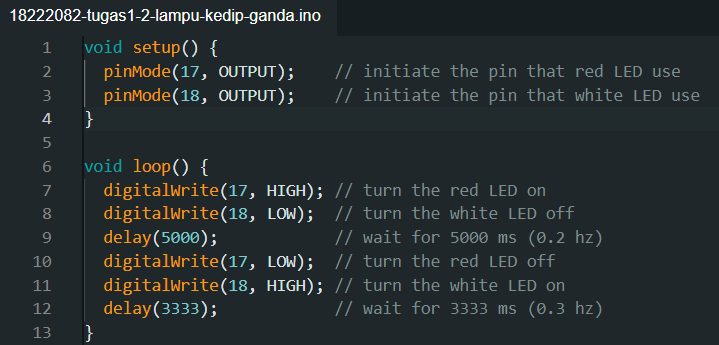 18222082-tugas1-2-lampu-kedip-ganda.ino
1 void setup() {
2 pinMode(17, OUTPUT); // initiate the pin that red LED use
3 pinMode(18, OUTPUT); // initiate the pin that white LED use
4 }
5
6 void loop() {
7 digitalWrite(17, HIGH); // turn the red LED on
8 digitalWrite(18, LOW); // turn the white LED off
9 delay(5000); // wait for 5000 ms (0.2 hz)
10 digitalWrite(17, LOW); // turn the red LED off
11 digitalWrite(18, HIGH); // turn the white LED on
12 delay(3333); // wait for 3333 ms (0.3 hz)
13 }